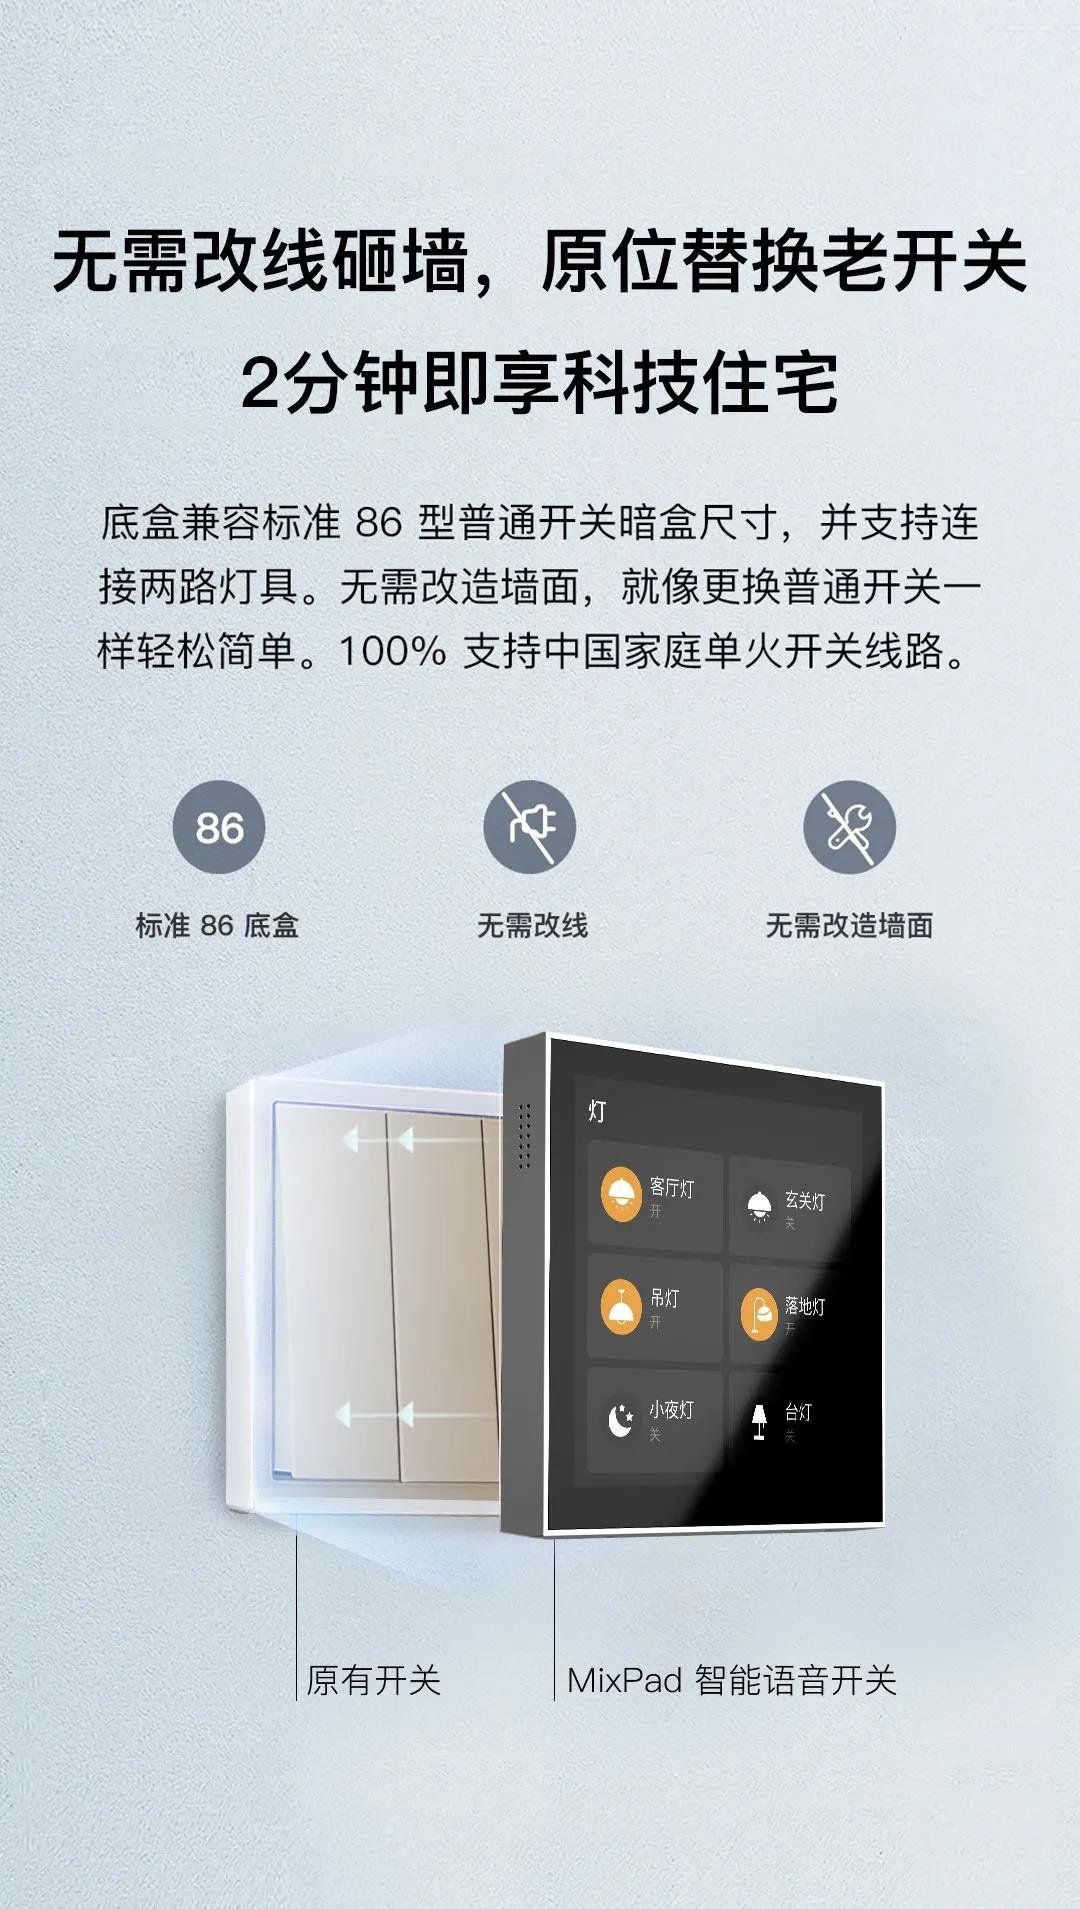 无需改线砸墙，原位替换老开关
2分钟即享科技住宅
底盒兼容标准 86 型普通开关暗盒尺寸，并支持连
接两路灯具。无需改造墙面，就像更换普通开关一
样轻松简单。100% 支持中国家庭单火开关线路。
86
标准 86 底盒
无需改线
无需改造墙面
灯
客厅灯
开
玄关灯
关
吊灯
开
落地灯
开
小夜灯
关
台灯
关
原有开关
MixPad 智能语音开关